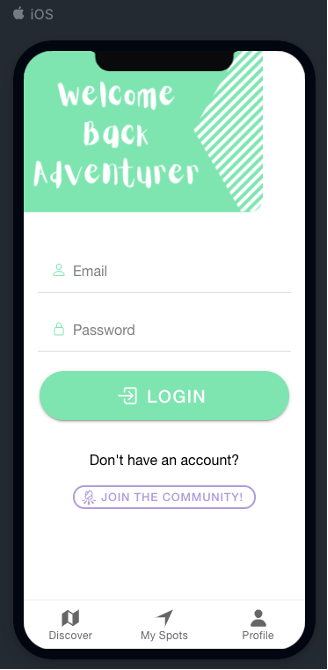 iOS
Welcome
Back
Adventurer
Email
Password
LOGIN
Don't have an account?
JOIN THE COMMUNITY!
Discover My Spots Profile